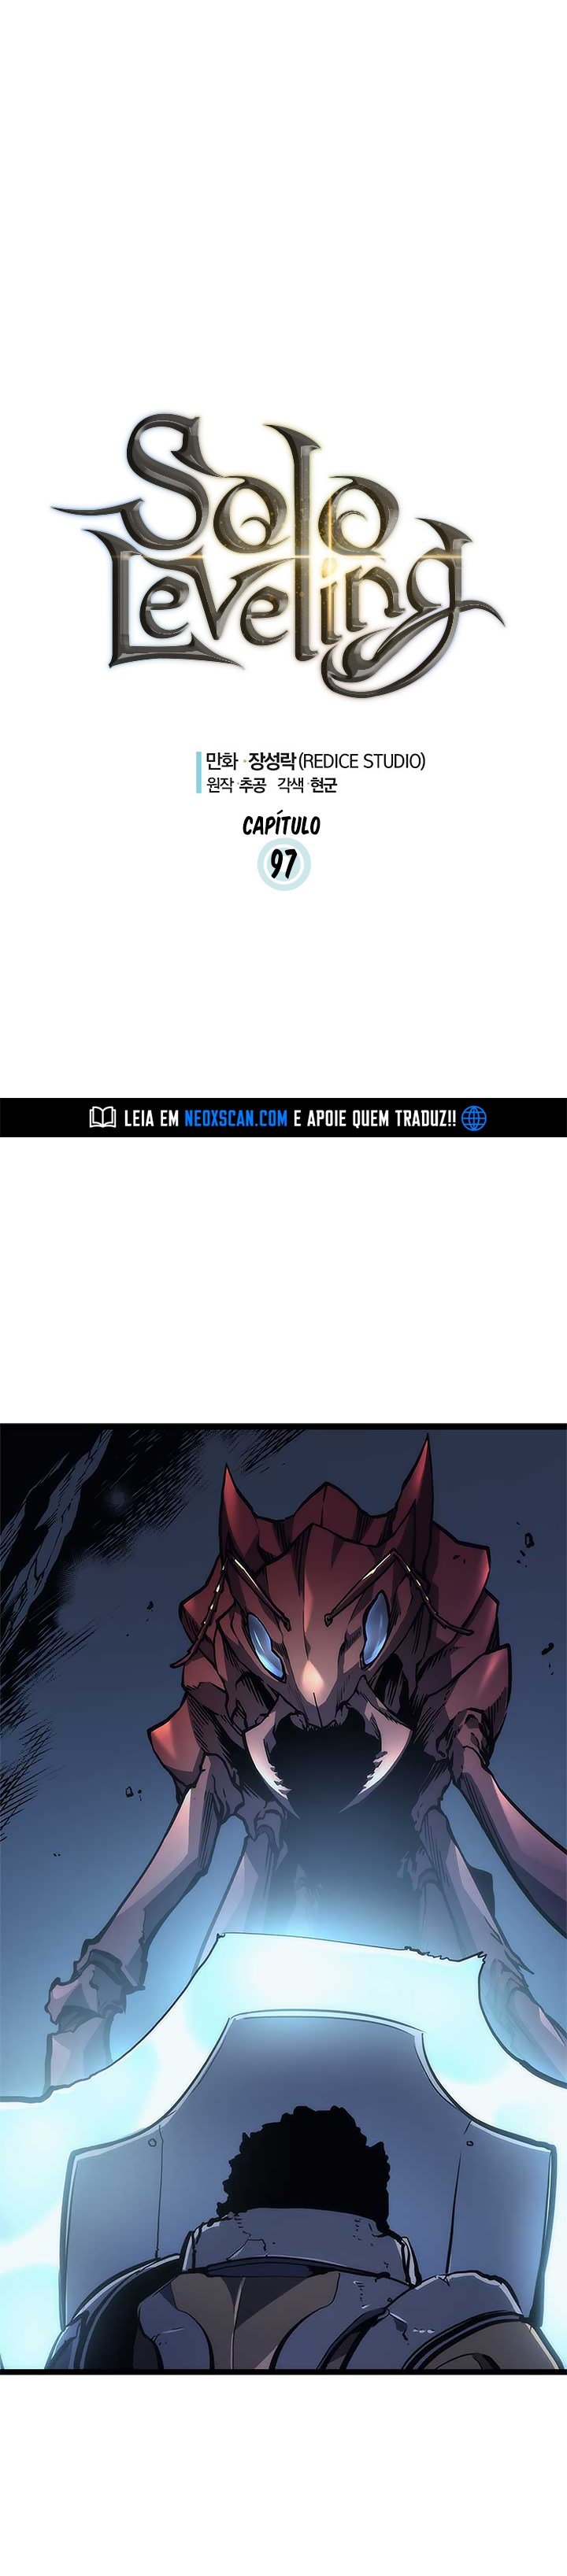 Solo
Leveling
만화·장성락(REDICE STUDIO)
원작·추공 각색·현군
CAPÍTULO
97
LEIA EM NEOXSCAN.COM E APOIE QUEM TRADUZ!!